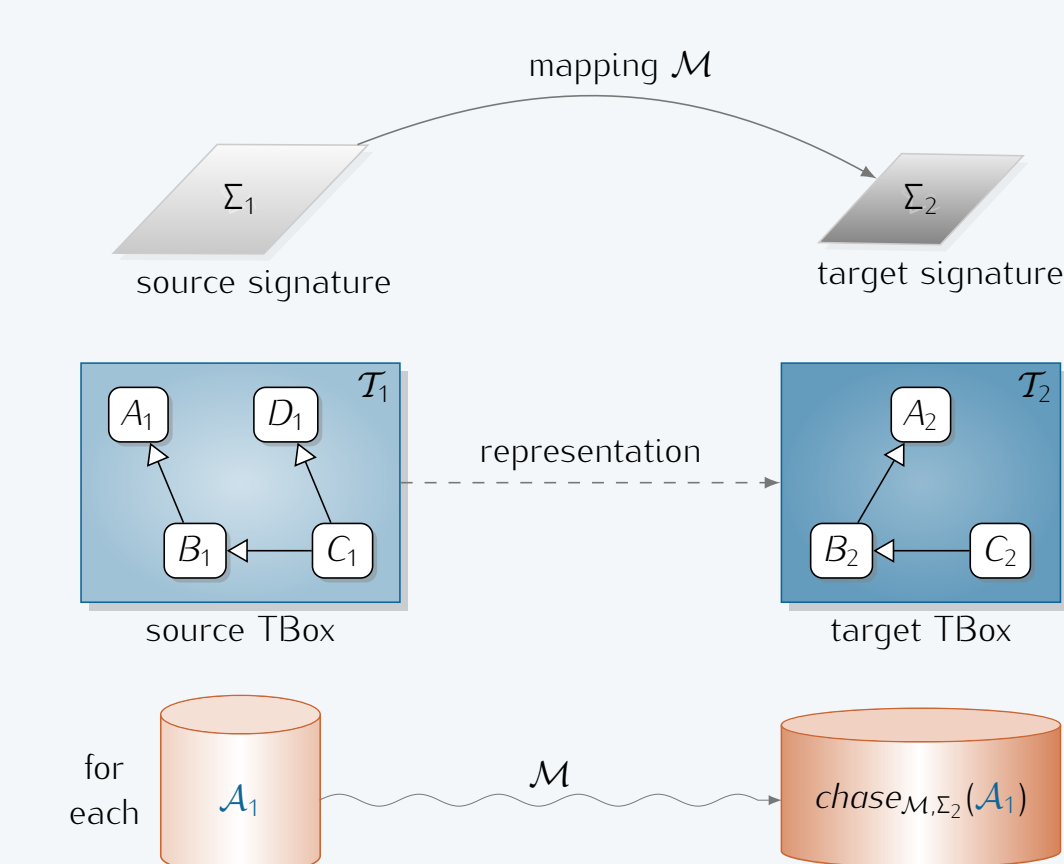 mapping ℳ
Σ₁
Σ₂
source signature
target signature
𝒯₁
𝒯₂
A₁
D₁
A₂
representation
B₁
C₁
B₂
C₂
source TBox
target TBox
for
each
𝒜₁
ℳ
chase_{ℳ,Σ₂}(𝒜₁)